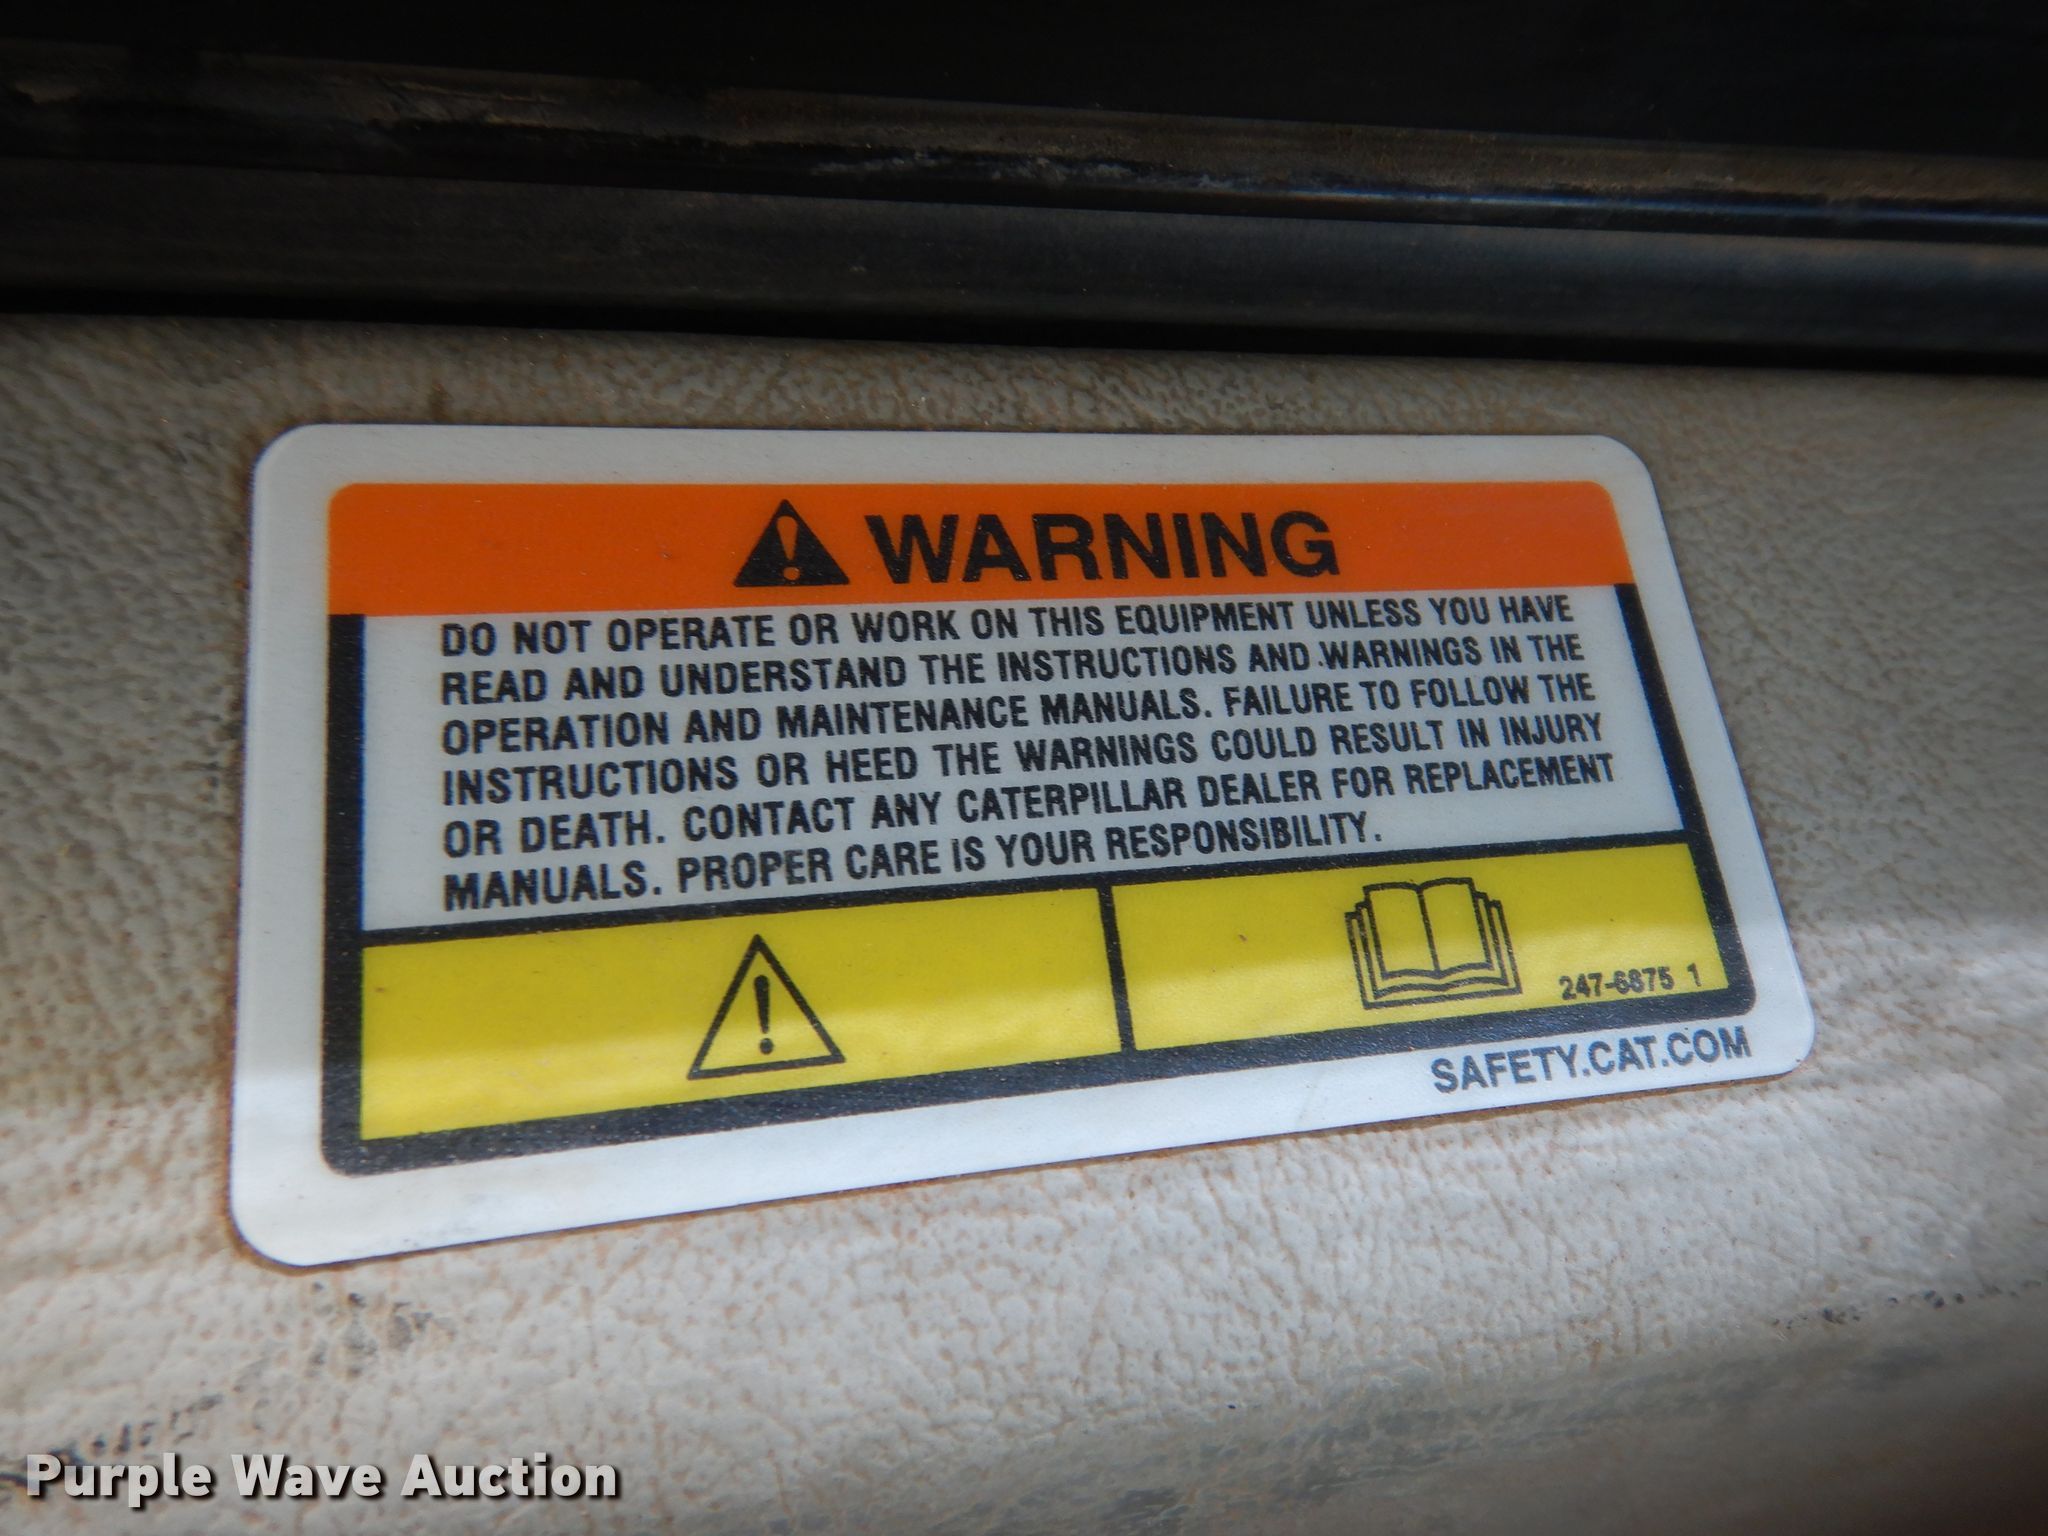 WARNING
DO NOT OPERATE OR WORK ON THIS EQUIPMENT UNLESS YOU HAVE
READ AND UNDERSTAND THE INSTRUCTIONS AND WARNINGS IN THE
OPERATION AND MAINTENANCE MANUALS. FAILURE TO FOLLOW THE
INSTRUCTIONS OR HEED THE WARNINGS COULD RESULT IN INJURY
OR DEATH. CONTACT ANY CATERPILLAR DEALER FOR REPLACEMENT
MANUALS. PROPER CARE IS YOUR RESPONSIBILITY.
247-6875 1
SAFETY.CAT.COM
Purple Wave Auction